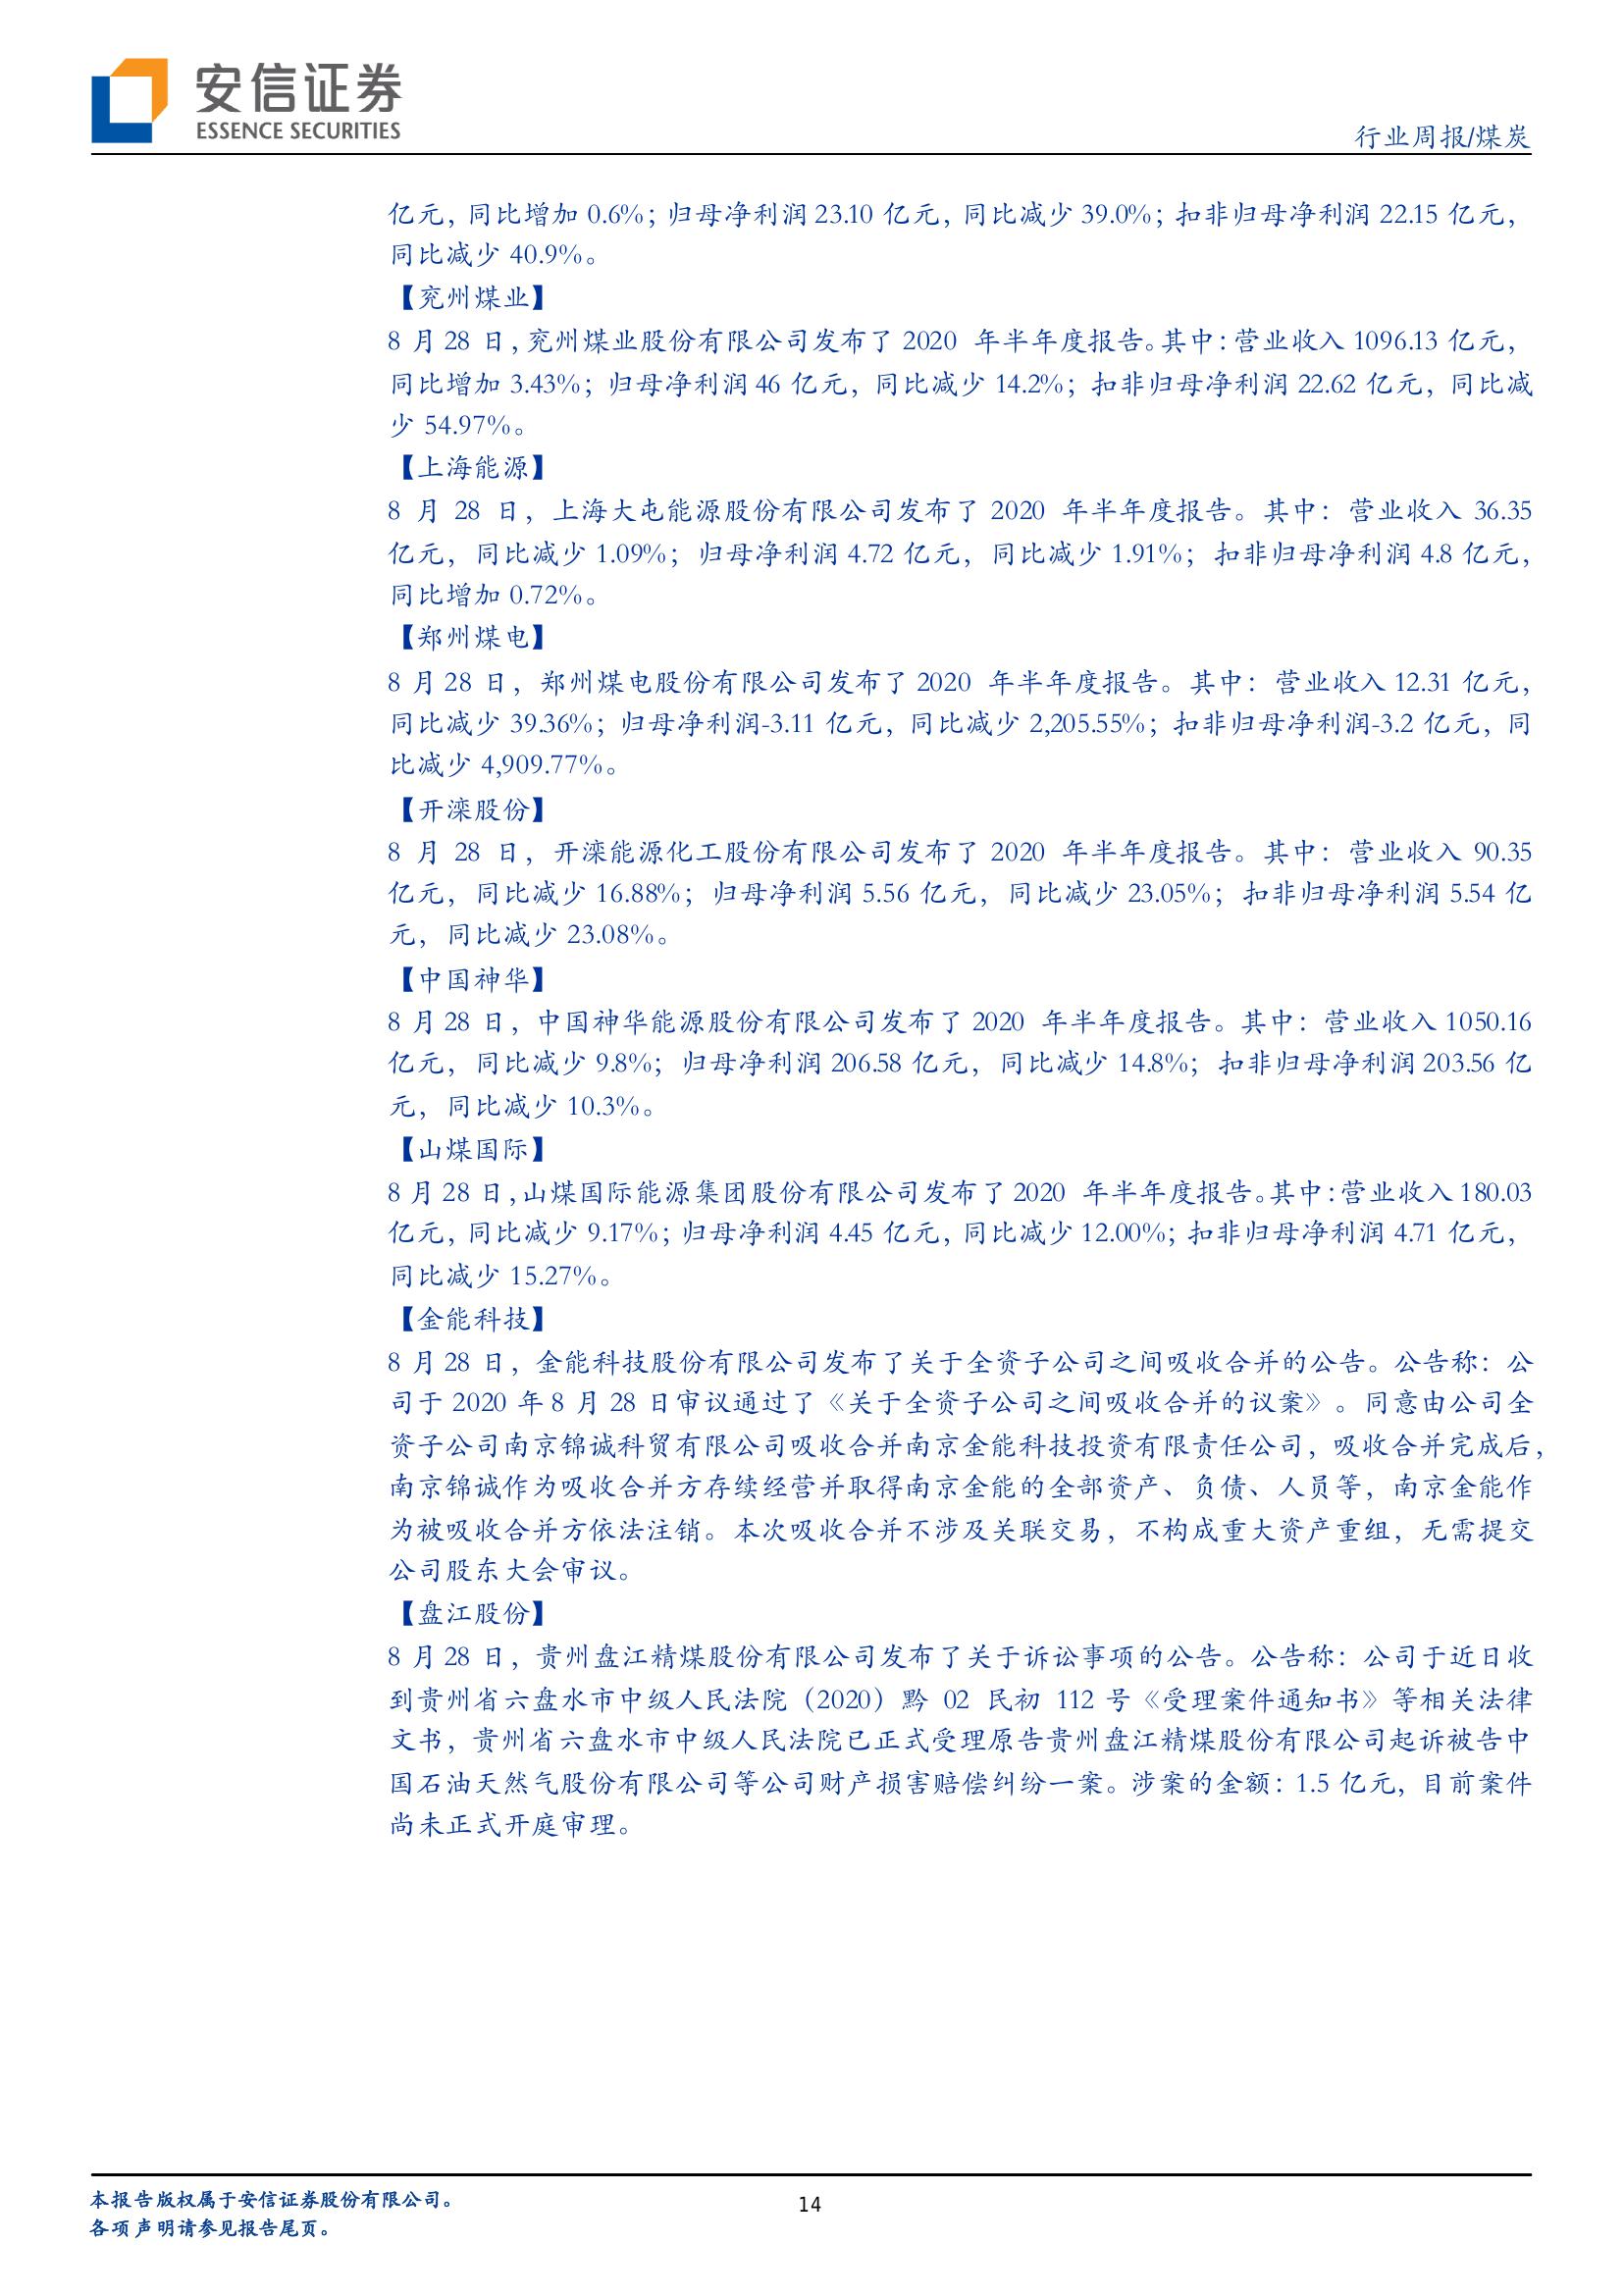 安信证券
ESSENCE SECURITIES
行业周报/煤炭
亿元，同比增加 0.6%；归母净利润 23.10 亿元，同比减少 39.0%；扣非归母净利润 22.15 亿元，
同比减少 40.9%。
【兖州煤业】
8 月 28 日，兖州煤业股份有限公司发布了 2020 年半年度报告。其中：营业收入 1096.13 亿元，
同比增加 3.43%；归母净利润 46 亿元，同比减少 14.2%；扣非归母净利润 22.62 亿元，同比减
少 54.97%。
【上海能源】
8 月 28 日，上海大屯能源股份有限公司发布了 2020 年半年度报告。其中：营业收入 36.35
亿元，同比减少 1.09%；归母净利润 4.72 亿元，同比减少 1.91%；扣非归母净利润 4.8 亿元，
同比增加 0.72%。
【郑州煤电】
8 月 28 日，郑州煤电股份有限公司发布了 2020 年半年度报告。其中：营业收入 12.31 亿元，
同比减少 39.36%；归母净利润-3.11 亿元，同比减少 2,205.55%；扣非归母净利润-3.2 亿元，同
比减少 4,909.77%。
【开滦股份】
8 月 28 日，开滦能源化工股份有限公司发布了 2020 年半年度报告。其中：营业收入 90.35
亿元，同比减少 16.88%；归母净利润 5.56 亿元，同比减少 23.05%；扣非归母净利润 5.54 亿
元，同比减少 23.08%。
【中国神华】
8 月 28 日，中国神华能源股份有限公司发布了 2020 年半年度报告。其中：营业收入 1050.16
亿元，同比减少 9.8%；归母净利润 206.58 亿元，同比减少 14.8%；扣非归母净利润 203.56 亿
元，同比减少 10.3%。
【山煤国际】
8 月 28 日，山煤国际能源集团股份有限公司发布了 2020 年半年度报告。其中：营业收入 180.03
亿元，同比减少 9.17%；归母净利润 4.45 亿元，同比减少 12.00%；扣非归母净利润 4.71 亿元，
同比减少 15.27%。
【金能科技】
8 月 28 日，金能科技股份有限公司发布了关于全资子公司之间吸收合并的公告。公告称：公
司于 2020 年 8 月 28 日审议通过了《关于全资子公司之间吸收合并的议案》。同意由公司全
资子公司南京锦诚科贸有限公司吸收合并南京金能科技投资有限责任公司，吸收合并完成后，
南京锦诚作为吸收合并方存续经营并取得南京金能的全部资产、负债、人员等，南京金能作
为被吸收合并方依法注销。本次吸收合并不涉及关联交易，不构成重大资产重组，无需提交
公司股东大会审议。
【盘江股份】
8 月 28 日，贵州盘江精煤股份有限公司发布了关于诉讼事项的公告。公告称：公司于近日收
到贵州省六盘水市中级人民法院（2020）黔 02 民初 112 号《受理案件通知书》等相关法律
文书，贵州省六盘水市中级人民法院已正式受理原告贵州盘江精煤股份有限公司起诉被告中
国石油天然气股份有限公司等公司财产损害赔偿纠纷一案。涉案的金额：1.5 亿元，目前案件
尚未正式开庭审理。
本报告版权属于安信证券股份有限公司。
各项声明请参见报告尾页。
14